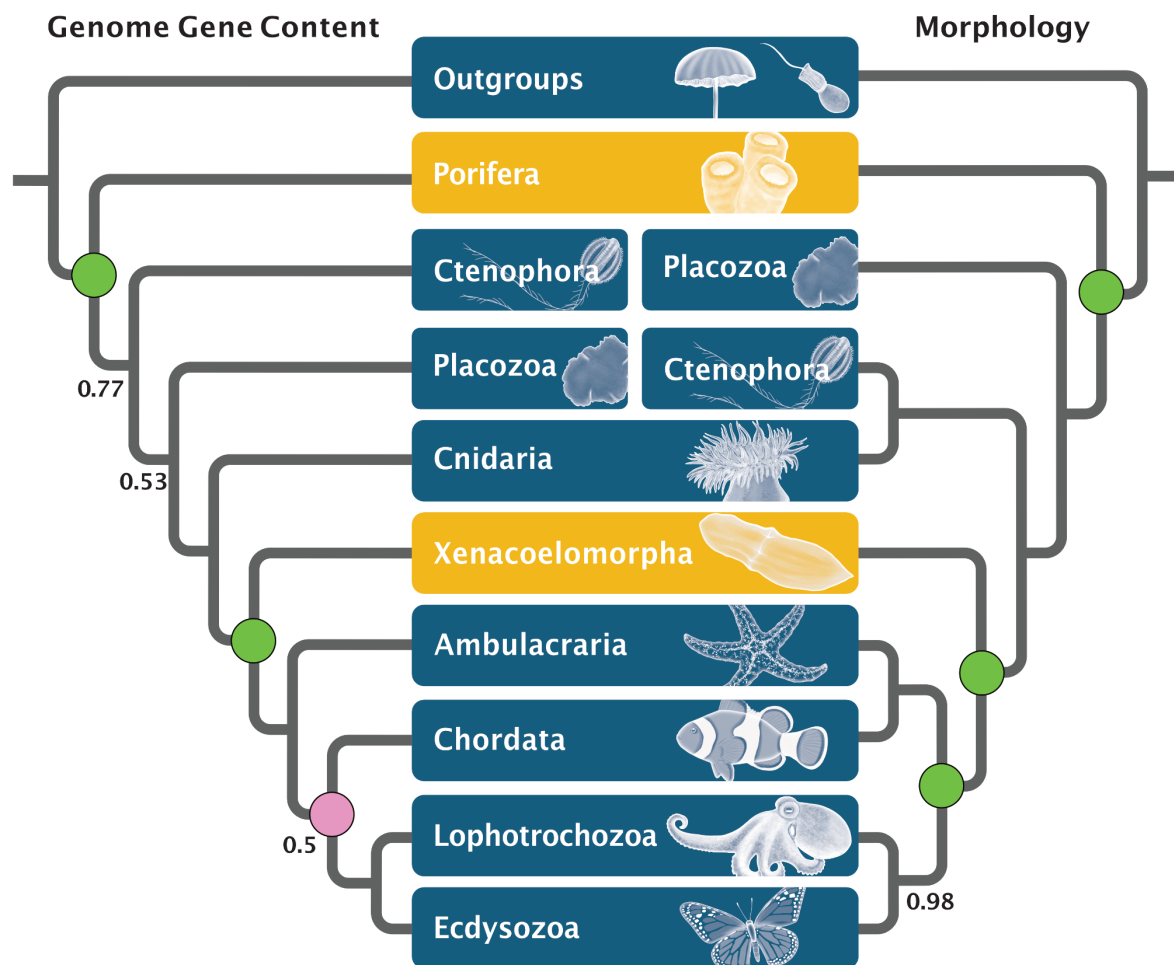 Genome Gene Content
Morphology
Outgroups
Porifera
Ctenophora
Placozoa
Placozoa
Ctenophora
0.77
Cnidaria
0.53
Xenacoelomorpha
Ambulacraria
Chordata
Lophotrochozoa
0.5
0.98
Ecdysozoa